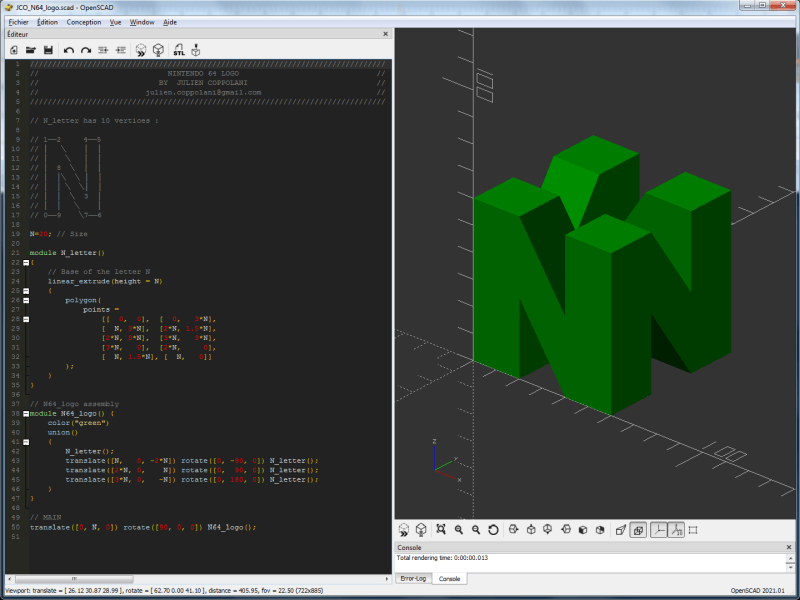 JCO_N64_logo.scad - OpenSCAD
Fichier Édition Conception Vue Window Aide
Éditeur
STL
1 ////////////////////////////////////////////////////////////////////////////////
2 // NINTENDO 64 LOGO //
3 // BY JULIEN COPPOLANI //
4 // julien.coppolani@gmail.com //
5 ////////////////////////////////////////////////////////////////////////////////
6
7 // N_letter has 10 vertices :
8
9 // 1——2 4——5
10 // | \ | |
11 // | \ | |
12 // | 8 \ | |
13 // | |\ \ | |
14 // | | \ \| |
15 // | | \ 3 |
16 // | | \ |
17 // 0——9 \7——6
18
19 N=20; // Size
20
21 module N_letter()
22 {
23 // Base of the letter N
24 linear_extrude(height = N)
25 {
26 polygon(
27 points =
28 [[ 0, 0], [ 0, 3*N],
29 [ N, 3*N], [2*N, 1.5*N],
30 [2*N, 3*N], [3*N, 3*N],
31 [3*N, 0], [2*N, 0],
32 [ N, 1.5*N], [ N, 0]]
33 );
34 }
35 }
36
37 // N64_logo assembly
38 module N64_logo() {
39 color("green")
40 union()
41 {
42 N_letter();
43 translate([N, 0, -2*N]) rotate([0, -90, 0]) N_letter();
44 translate([2*N, 0, N]) rotate([0, 90, 0]) N_letter();
45 translate([3*N, 0, -N]) rotate([0, 180, 0]) N_letter();
46 }
47 }
48
49 // MAIN
50 translate([0, N, 0]) rotate([90, 0, 0]) N64_logo();
51
z
y
x
Console
Total rendering time: 0:00:00.013
Error-Log Console
Viewport: translate = [ 26.12 30.87 28.99 ], rotate = [ 62.70 0.00 41.10 ], distance = 405.95, fov = 22.50 (722x885) OpenSCAD 2021.01